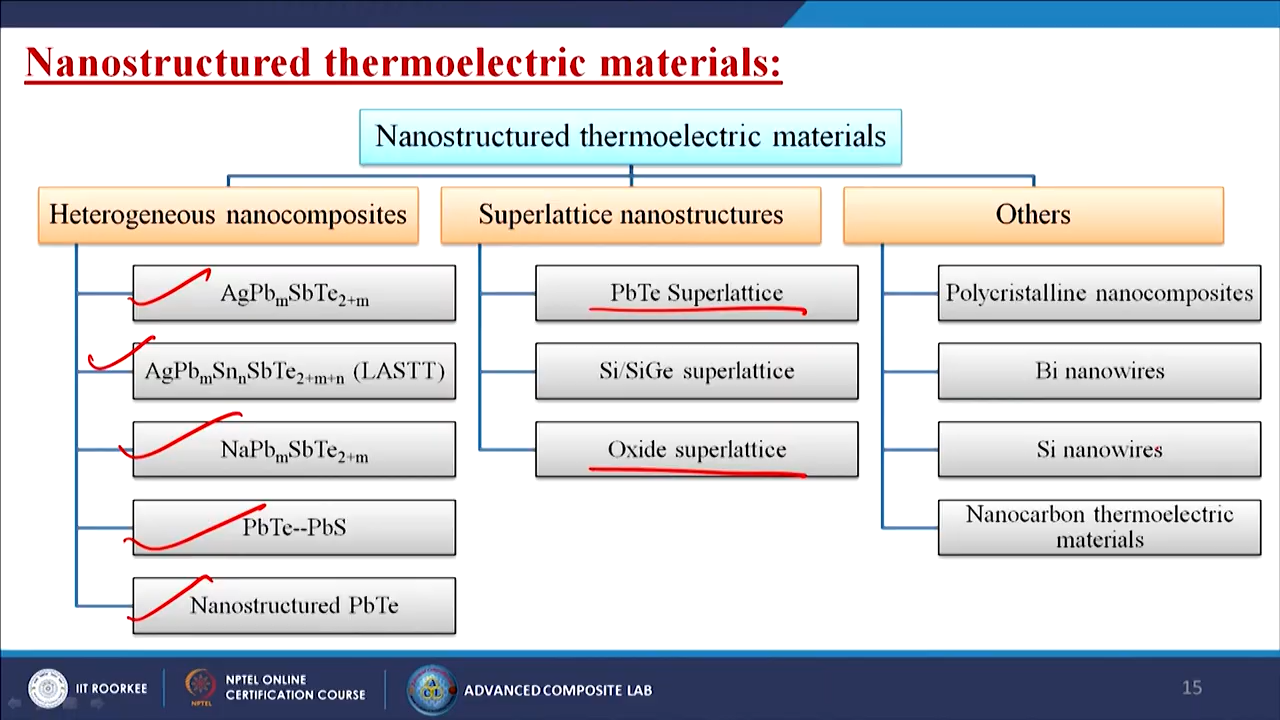 Nanostructured thermoelectric materials:
Nanostructured thermoelectric materials
Heterogeneous nanocomposites
AgPbₘSbTe₂₊ₘ
AgPbₘSnₙSbTe₂₊ₘ₊ₙ (LASTT)
NaPbₘSbTe₂₊ₘ
PbTe--PbS
Nanostructured PbTe
Superlattice nanostructures
PbTe Superlattice
Si/SiGe superlattice
Oxide superlattice
Others
Polycristalline nanocomposites
Bi nanowires
Si nanowires
Nanocarbon thermoelectric
materials
IIT ROORKEE
NPTEL
NPTEL ONLINE
CERTIFICATION COURSE
ACL
ADVANCED COMPOSITE LAB
15